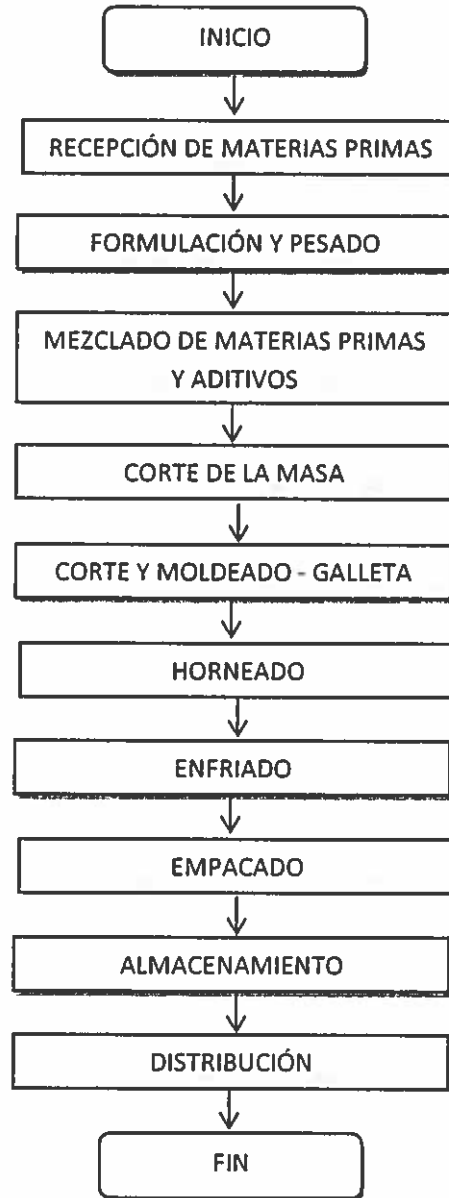 INICIO
RECEPCIÓN DE MATERIAS PRIMAS
FORMULACIÓN Y PESADO
MEZCLADO DE MATERIAS PRIMAS
Y ADITIVOS
CORTE DE LA MASA
CORTE Y MOLDEADO - GALLETA
HORNEADO
ENFRIADO
EMPACADO
ALMACENAMIENTO
DISTRIBUCIÓN
FIN